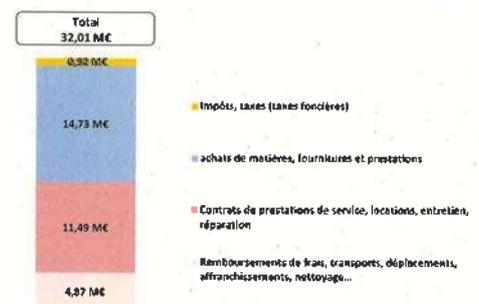 Total
32,01 M€
0,92 M€
14,73 M€
11,49 M€
4,87 M€
Impôts, taxes (taxes foncières)
achats de matières, fournitures et prestations
Contrats de prestations de service, locations, entretien,
réparation
Remboursements de frais, transports, déplacements,
affranchissements, nettoyage...